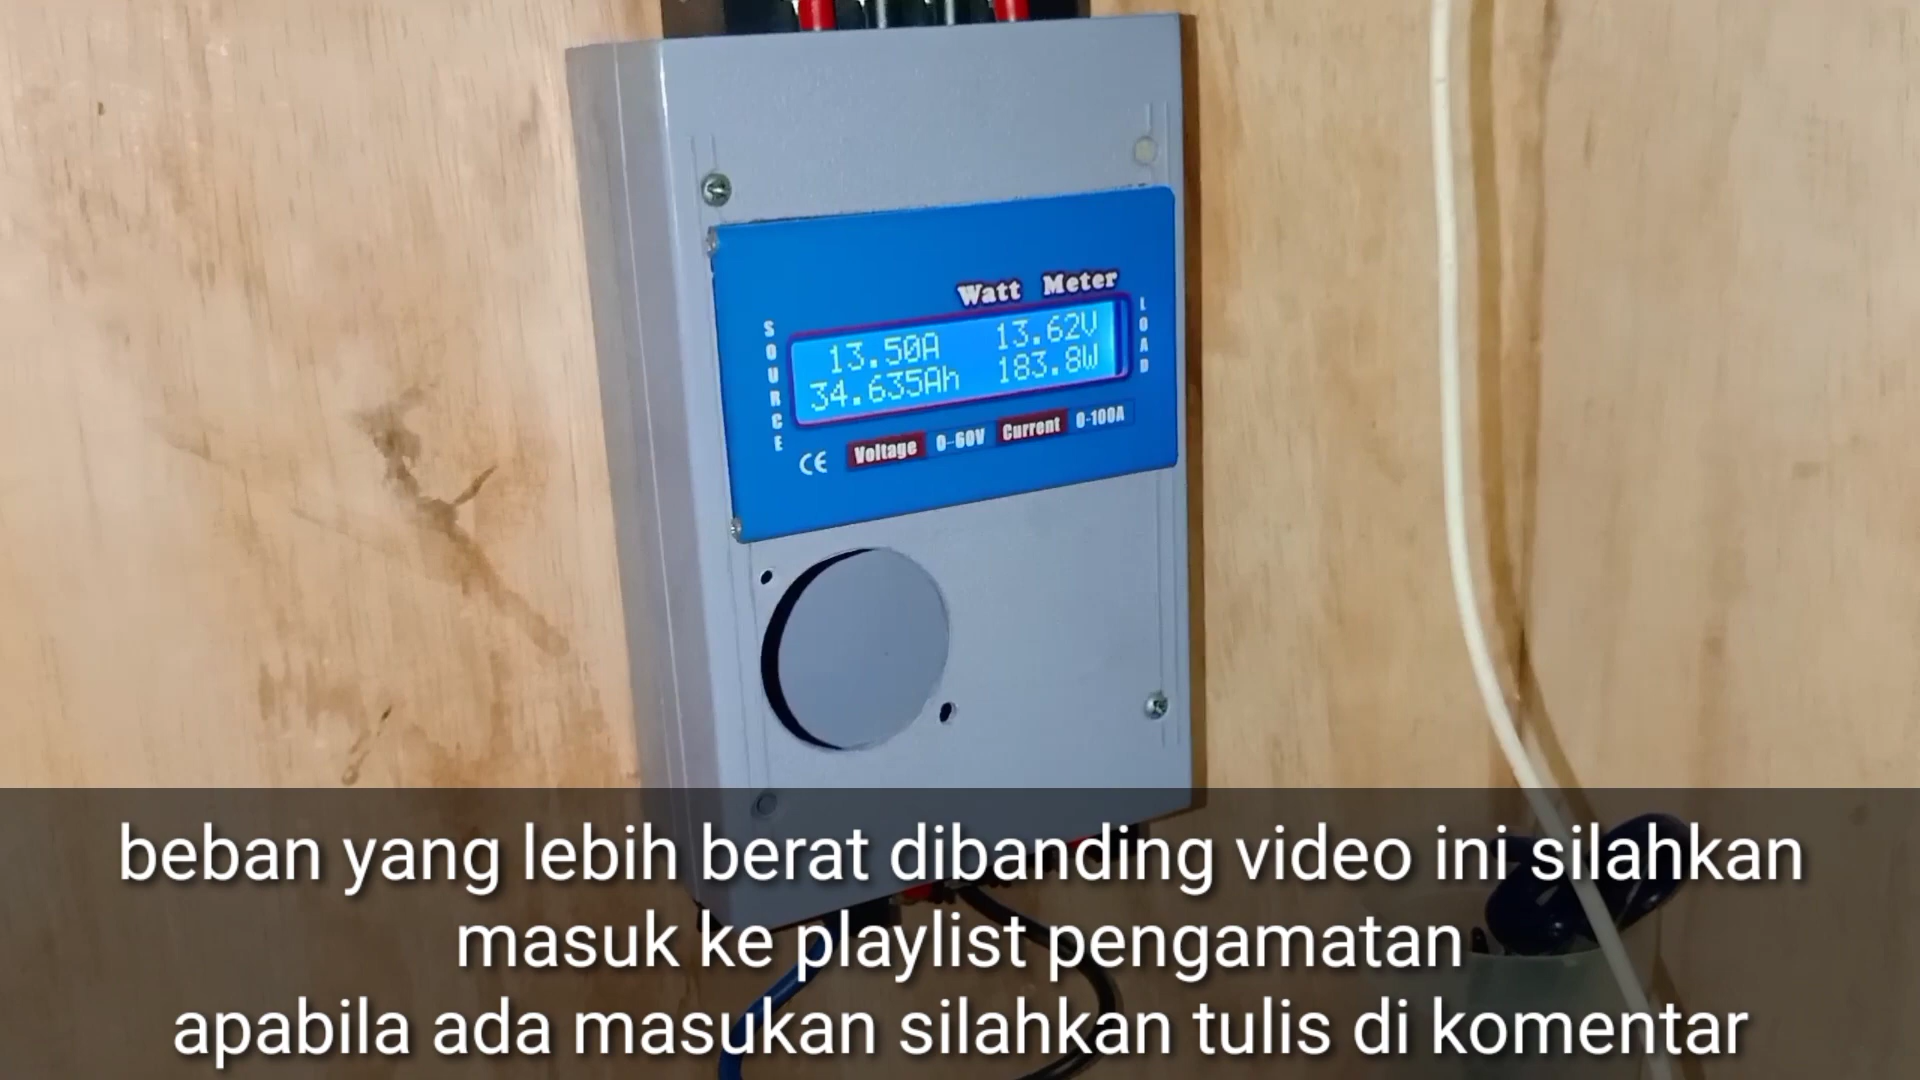 Watt Meter
SOURCE
13.50A 13.62V
34.635Ah 183.8W
LOAD
CE Voltage 0-60V Current 0-100A
beban yang lebih berat dibanding video ini silahkan
masuk ke playlist pengamatan
apabila ada masukan silahkan tulis di komentar